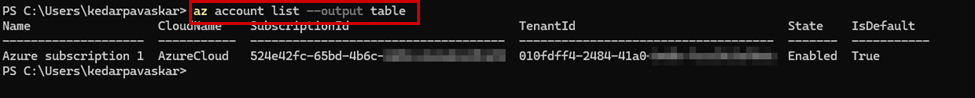 PS C:\Users\kedarpavaskar> az account list --output table
Name                  CloudName    SubscriptionId                        TenantId                              State    IsDefault
--------------------  -----------  ------------------------------------  ------------------------------------  -------  -----------
Azure subscription 1  AzureCloud   524e42fc-65bd-4b6c-  010fdff4-2484-41a0-  Enabled  True
PS C:\Users\kedarpavaskar>